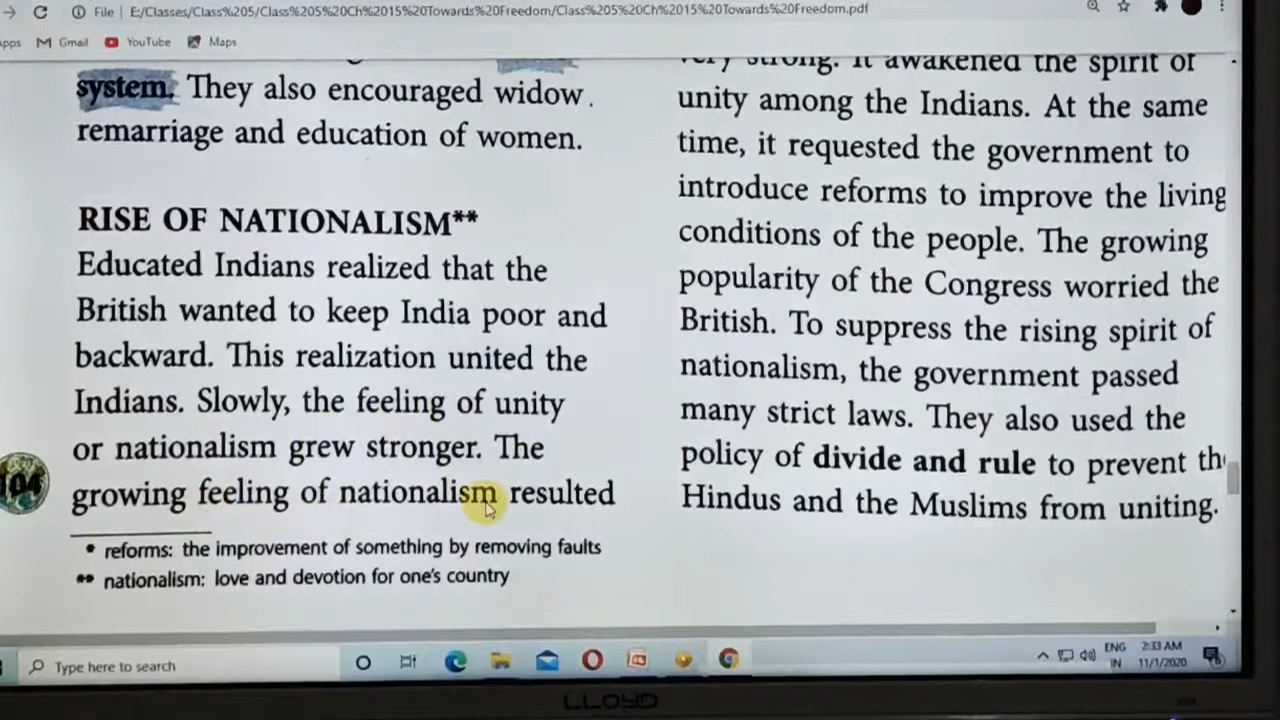 File | E:/Classes/Class%205/Class%205%20Ch%2015%20Towards%20Freedom/Class%205%20Ch%2015%20Towards%20Freedom.pdf
Apps Gmail YouTube Maps
system. They also encouraged widow
remarriage and education of women.
RISE OF NATIONALISM**
Educated Indians realized that the
British wanted to keep India poor and
backward. This realization united the
Indians. Slowly, the feeling of unity
or nationalism grew stronger. The
growing feeling of nationalism resulted
104
* reforms: the improvement of something by removing faults
** nationalism: love and devotion for one's country
very strong. It awakened the spirit of
unity among the Indians. At the same
time, it requested the government to
introduce reforms to improve the living
conditions of the people. The growing
popularity of the Congress worried the
British. To suppress the rising spirit of
nationalism, the government passed
many strict laws. They also used the
policy of divide and rule to prevent the
Hindus and the Muslims from uniting.
Type here to search
ENG
IN
2:33 AM
11/1/2020
LLOYD